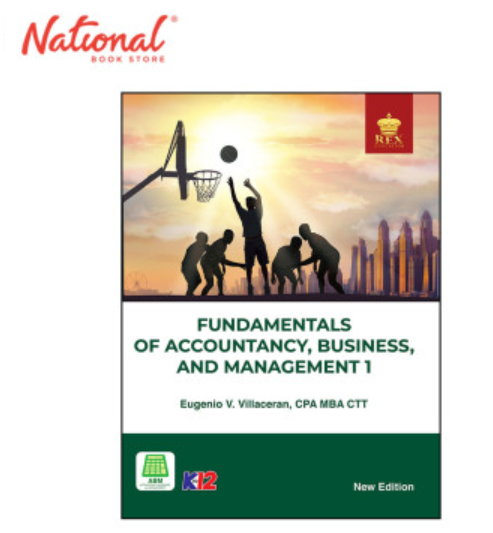 National
BOOK STORE
REX
FUNDAMENTALS
OF ACCOUNTANCY, BUSINESS,
AND MANAGEMENT 1
Eugenio V. Villaceran, CPA MBA CTT
ABM
K12
New Edition